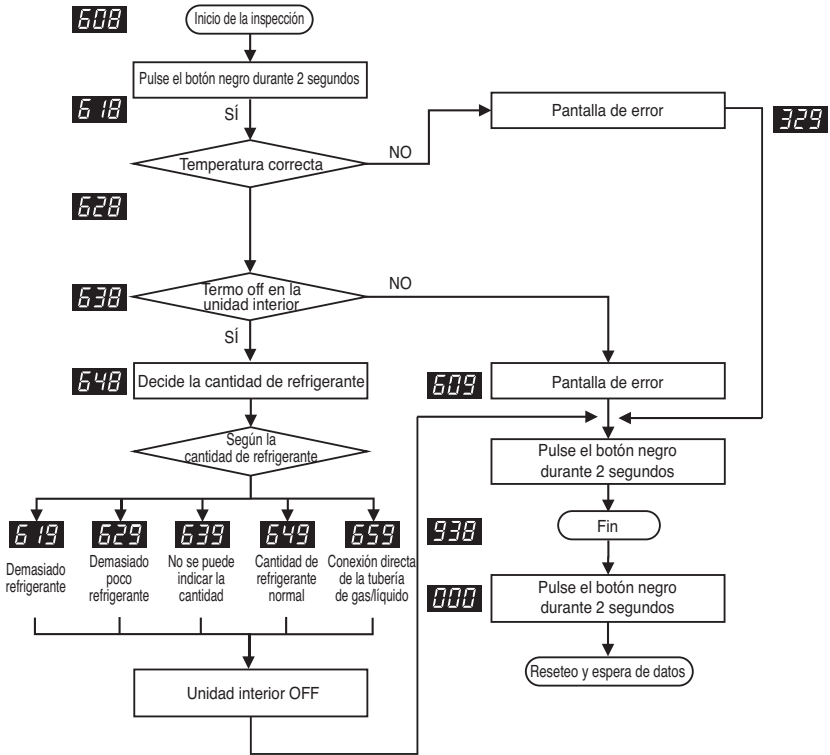 608
Inicio de la inspección
Pulse el botón negro durante 2 segundos
618
SÍ
Pantalla de error
329
Temperatura correcta
NO
628
638
Termo off en la
unidad interior
NO
SÍ
648
Decide la cantidad de refrigerante
609
Pantalla de error
Según la
cantidad de refrigerante
Pulse el botón negro
durante 2 segundos
619
629
639
649
659
938
Fin
Demasiado
refrigerante
Demasiado
poco
refrigerante
No se puede
indicar la
cantidad
Cantidad de
refrigerante
normal
Conexión directa
de la tubería
de gas/líquido
000
Pulse el botón negro
durante 2 segundos
Unidad interior OFF
Reseteo y espera de datos